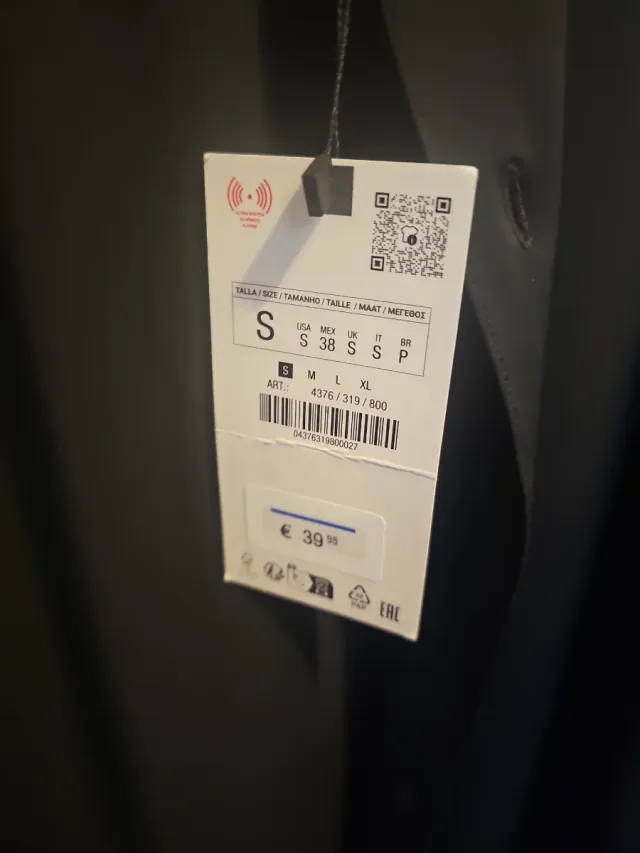 TALLA / SIZE / TAMANHO / TAILLE / MAAT / ΜΕΓΕΘΟΣ
S
USA MEX UK IT BR
S 38 S S P
S M L XL
ART.: 4376 / 319 / 800
04376319800027
€ 39 95
PAP EAC